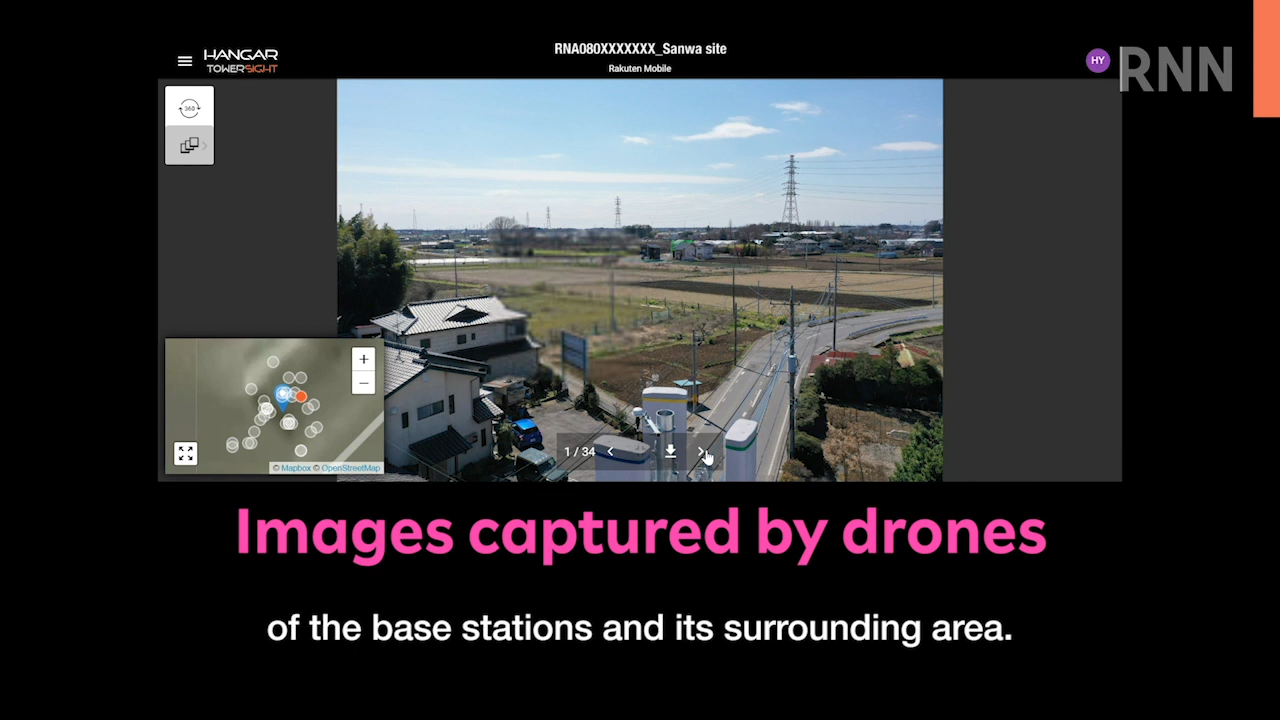 HANGAR
TOWERSIGHT
RNA080XXXXXXX_Sanwa site
Rakuten Mobile
HY
RNN
360
+
−
© Mapbox © OpenStreetMap
1 / 34
Images captured by drones
of the base stations and its surrounding area.